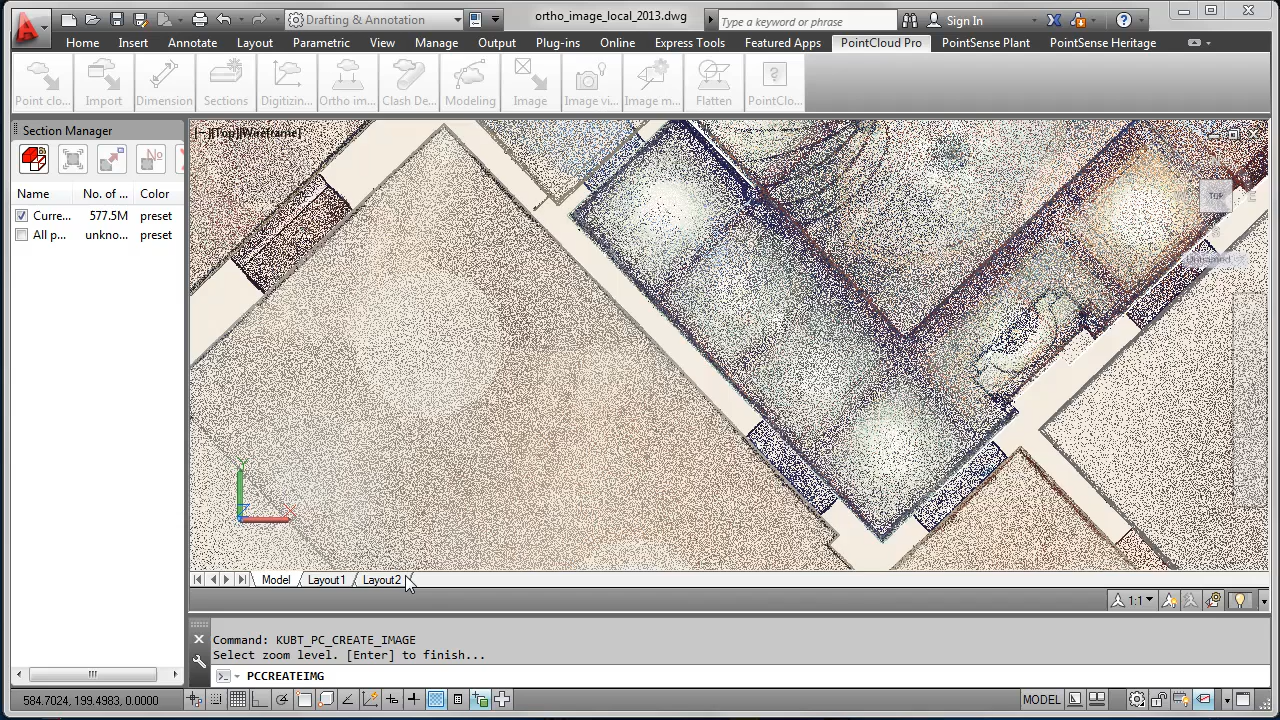 Drafting & Annotation
ortho_image_local_2013.dwg
Type a keyword or phrase
Sign In
Home Insert Annotate Layout Parametric View Manage Output Plug-ins Online Express Tools Featured Apps PointCloud Pro PointSense Plant PointSense Heritage
Point clo... Import Dimension Sections Digitizin... Ortho im... Clash De... Modeling Image Image vi... Image m... Flatten PointClo...
Section Manager
[−][Top][Wireframe]
Name No. of ... Color
Curre... 577.5M preset
All p... unkno... preset
TOP
E
Unnamed
Y
X
Z
Model Layout1 Layout2
1:1
Command: KUBT_PC_CREATE_IMAGE
Select zoom level. [Enter] to finish...
PCCREATEIMG
584.7024, 199.4983, 0.0000
MODEL